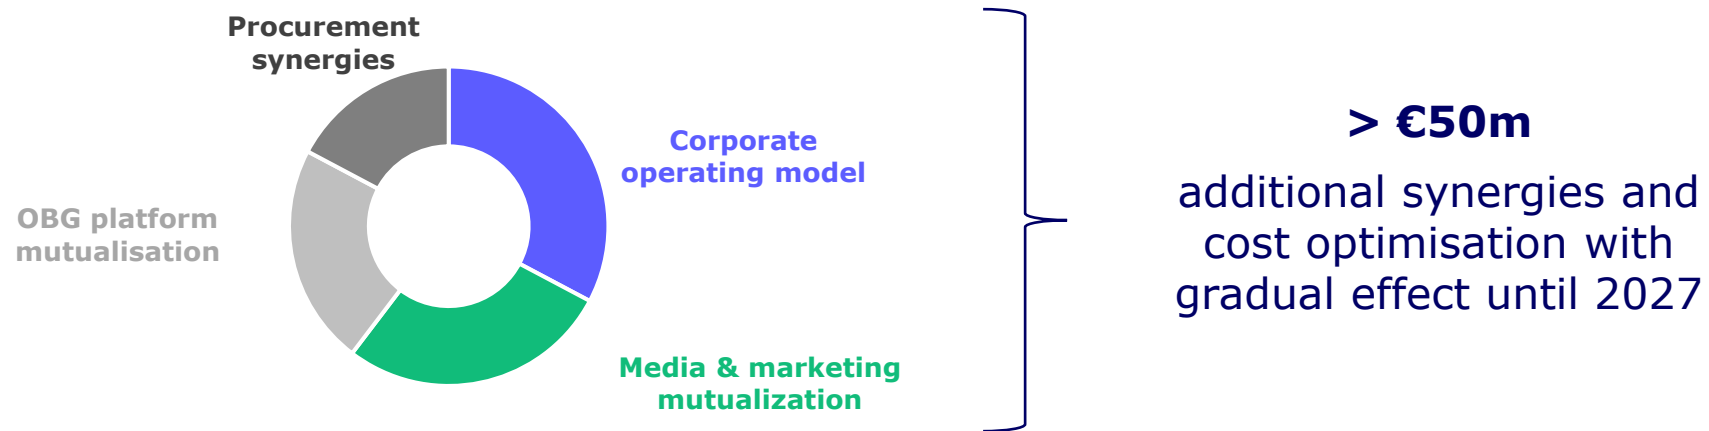 Procurement
synergies
Corporate
operating model
OBG platform
mutualisation
Media & marketing
mutualization
> €50m
additional synergies and
cost optimisation with
gradual effect until 2027